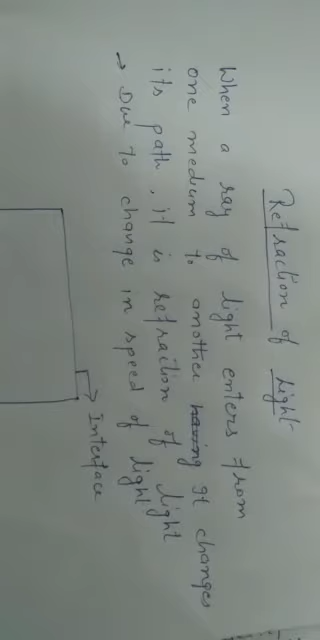 Refraction of Light
When a ray of light enters from
one medium to another having It changes
its path, it is refraction of light
→ Due to change in speed of light
→ Interface